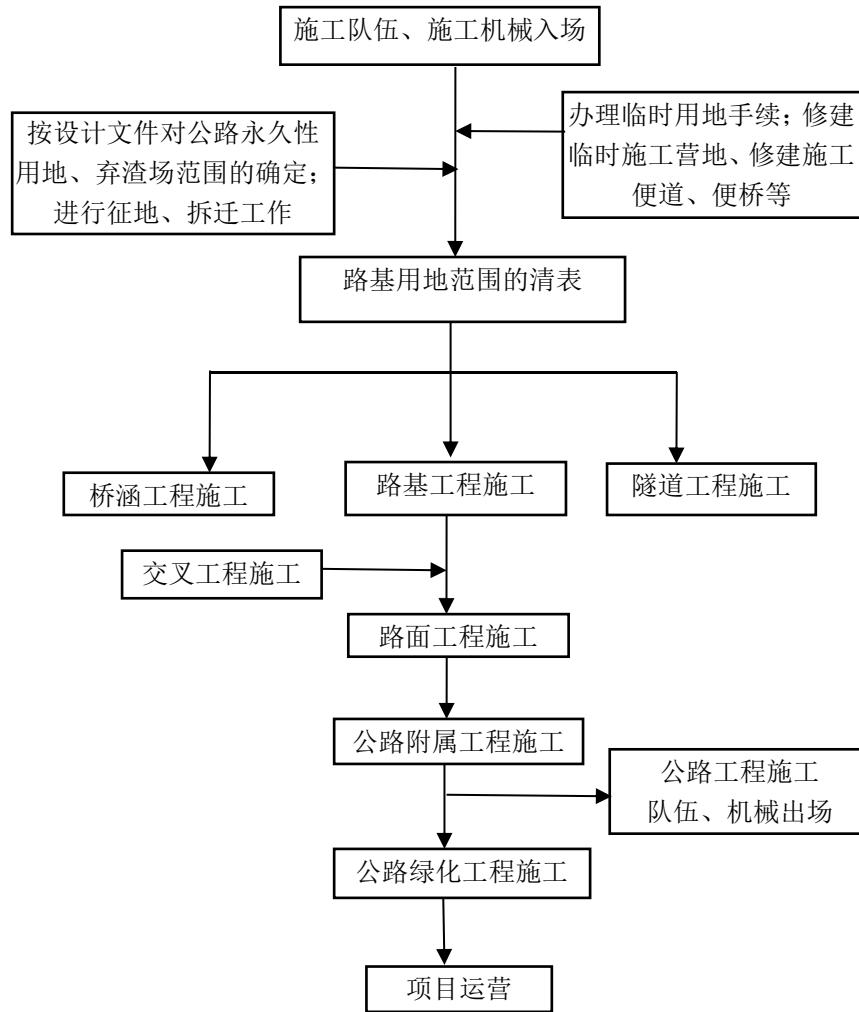 施工队伍、施工机械入场
办理临时用地手续；修建
临时施工营地、修建施工
便道、便桥等
按设计文件对公路永久性
用地、弃渣场范围的确定；
进行征地、拆迁工作
路基用地范围的清表
桥涵工程施工
路基工程施工
隧道工程施工
交叉工程施工
路面工程施工
公路附属工程施工
公路工程施工
队伍、机械出场
公路绿化工程施工
项目运营